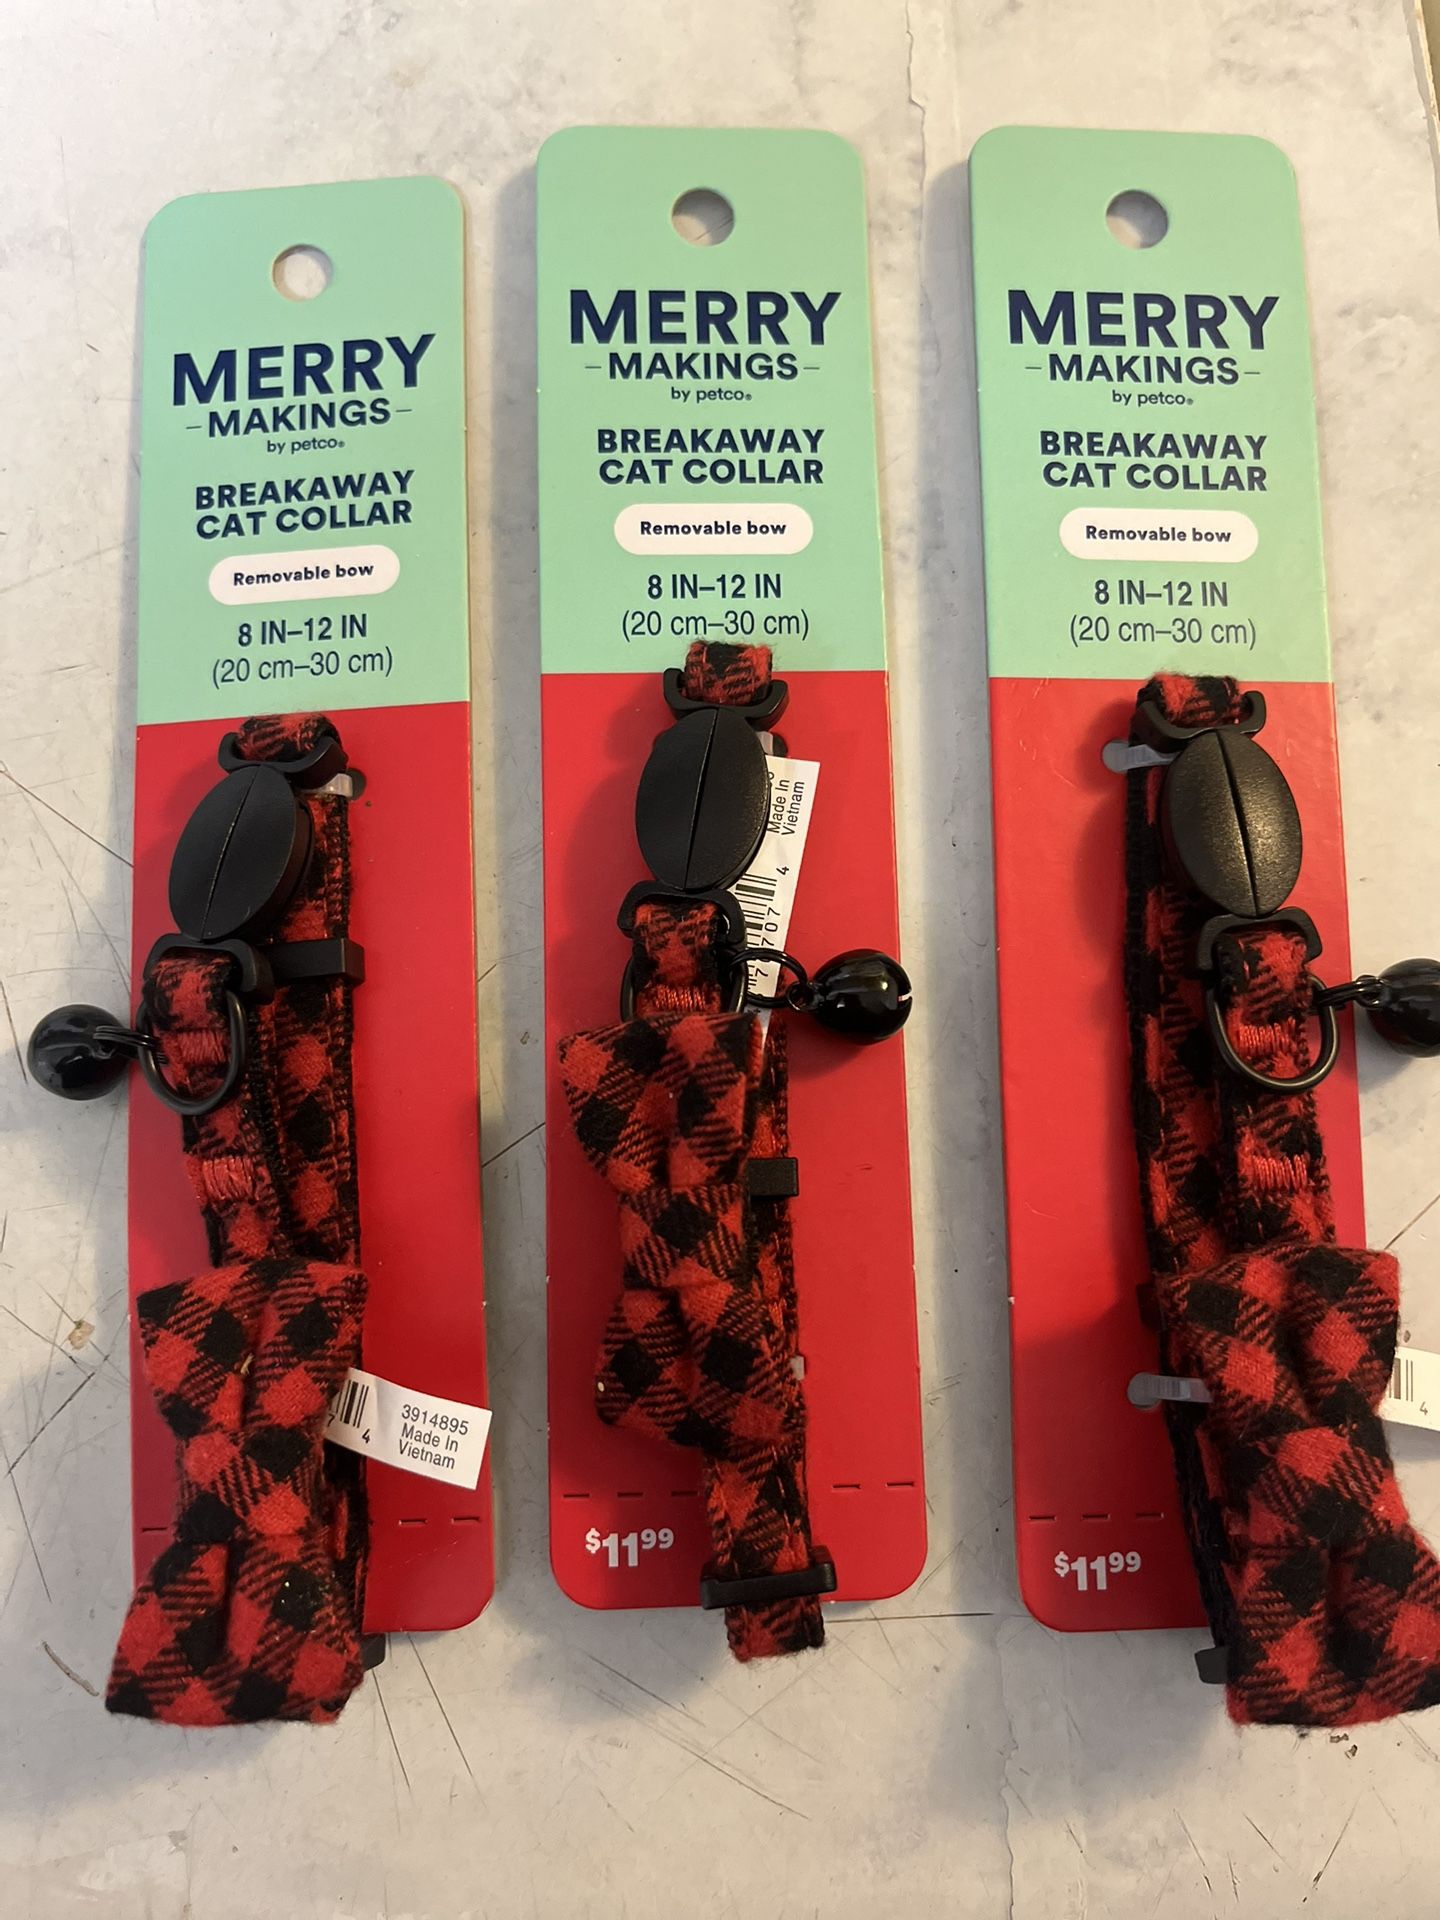 MERRY
-MAKINGS-
by petco®
BREAKAWAY
CAT COLLAR
Removable bow
8 IN–12 IN
(20 cm–30 cm)
4
3914895
Made In
Vietnam
MERRY
-MAKINGS-
by petco®
BREAKAWAY
CAT COLLAR
Removable bow
8 IN–12 IN
(20 cm–30 cm)
Made In
Vietnam
4
$11.99
MERRY
-MAKINGS-
by petco®
BREAKAWAY
CAT COLLAR
Removable bow
8 IN–12 IN
(20 cm–30 cm)
4
$11.99